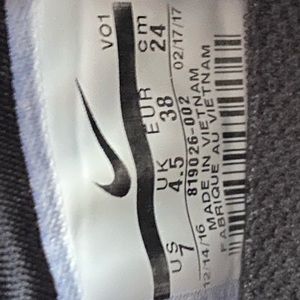 US UK EUR cm VO1
7 4.5 38 24
819026-002
12/14/16 02/17/17
MADE IN VIETNAM
FABRIQUE AU VIETNAM